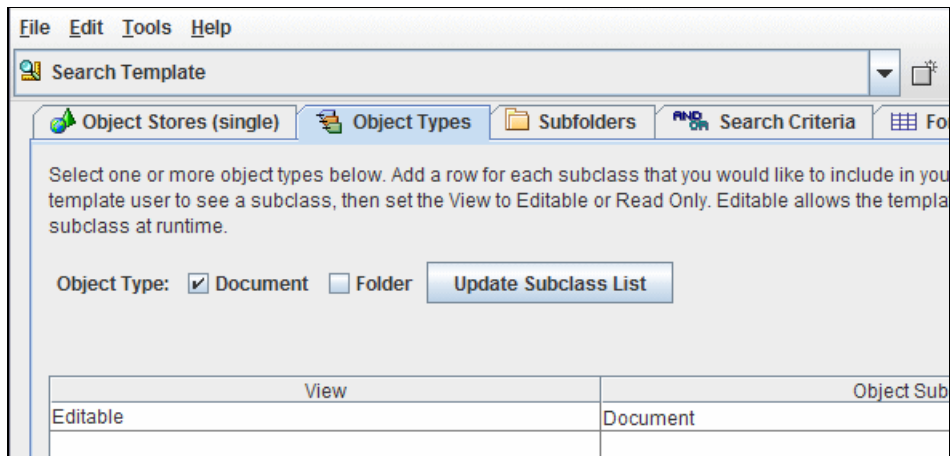 File Edit Tools Help
Search Template
Object Stores (single) Object Types Subfolders AND OR Search Criteria Fo
Select one or more object types below. Add a row for each subclass that you would like to include in you
template user to see a subclass, then set the View to Editable or Read Only. Editable allows the templa
subclass at runtime.
Object Type: Document Folder Update Subclass List
View Object Sub
Editable Document